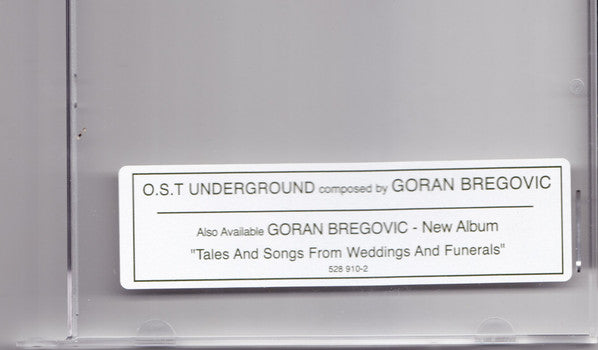 O.S.T UNDERGROUND composed by GORAN BREGOVIC
Also Available GORAN BREGOVIC - New Album
"Tales And Songs From Weddings And Funerals"
528 910-2